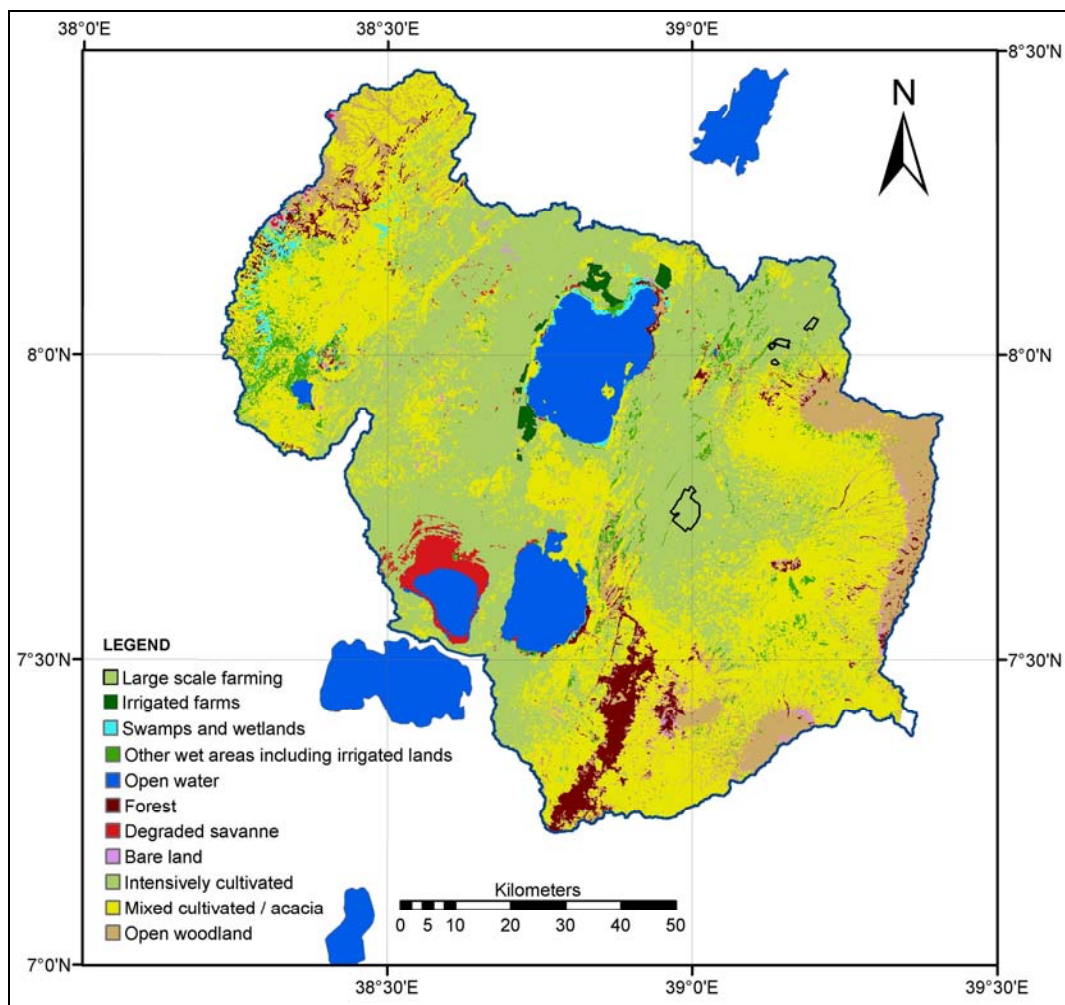 38°0'E 38°30'E 39°0'E
8°30'N
N
8°0'N 8°0'N
7°30'N 7°30'N
LEGEND
Large scale farming
Irrigated farms
Swamps and wetlands
Other wet areas including irrigated lands
Open water
Forest
Degraded savanne
Bare land
Intensively cultivated
Mixed cultivated / acacia
Open woodland
Kilometers
0 5 10 20 30 40 50
7°0'N 7°0'N
38°30'E 39°0'E 39°30'E